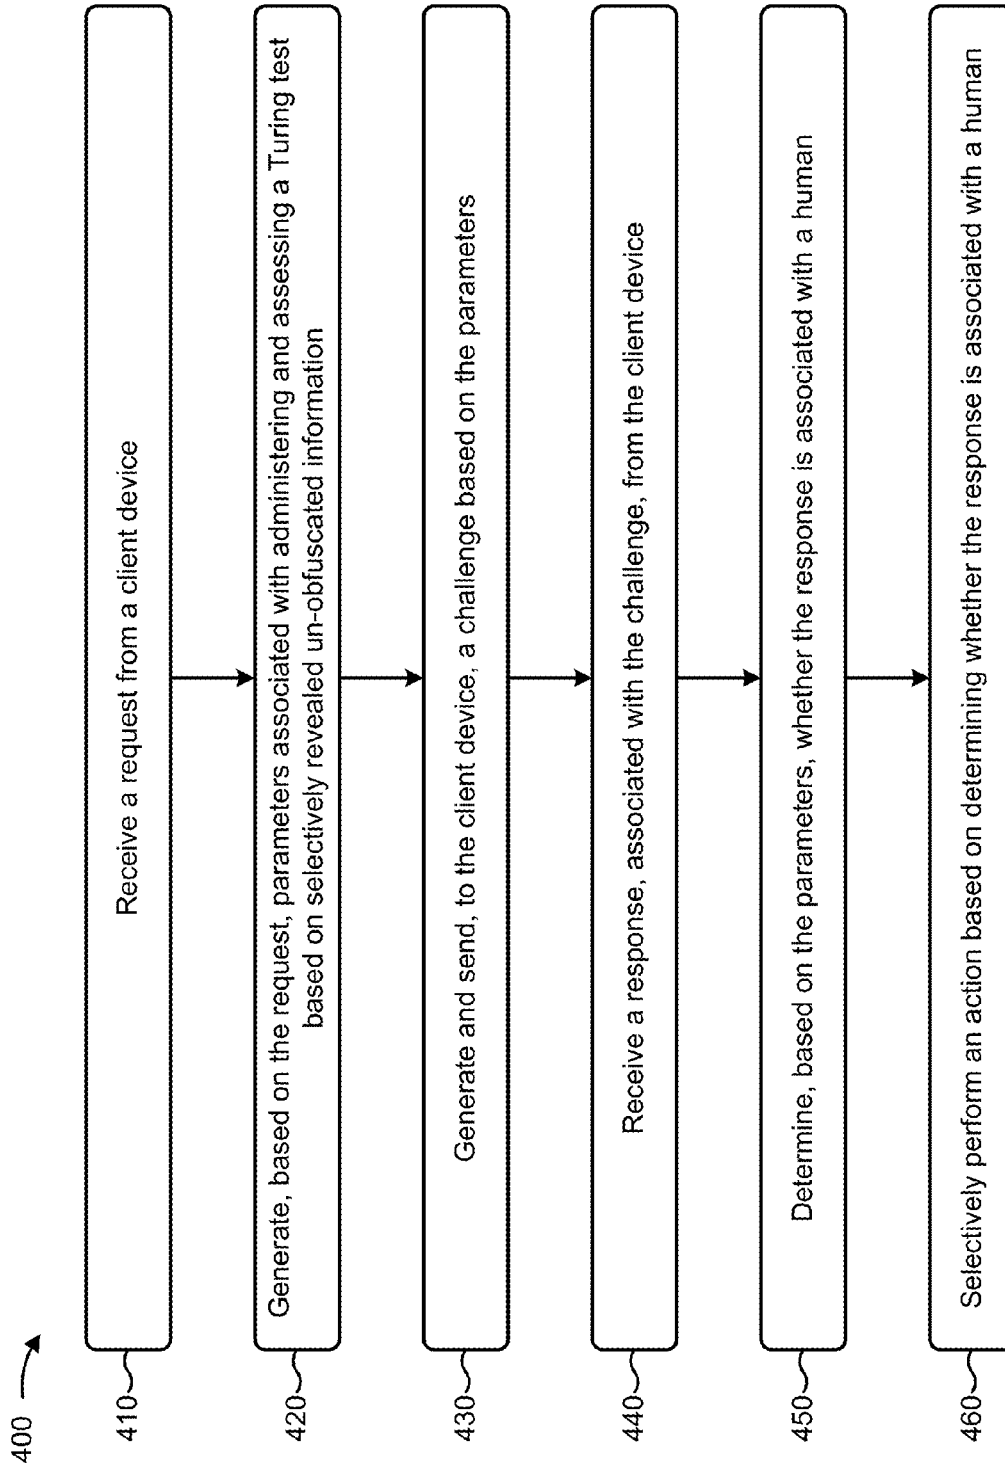 400
410
Receive a request from a client device
420
Generate, based on the request, parameters associated with administering and assessing a Turing test
based on selectively revealed un-obfuscated information
430
Generate and send, to the client device, a challenge based on the parameters
440
Receive a response, associated with the challenge, from the client device
450
Determine, based on the parameters, whether the response is associated with a human
460
Selectively perform an action based on determining whether the response is associated with a human